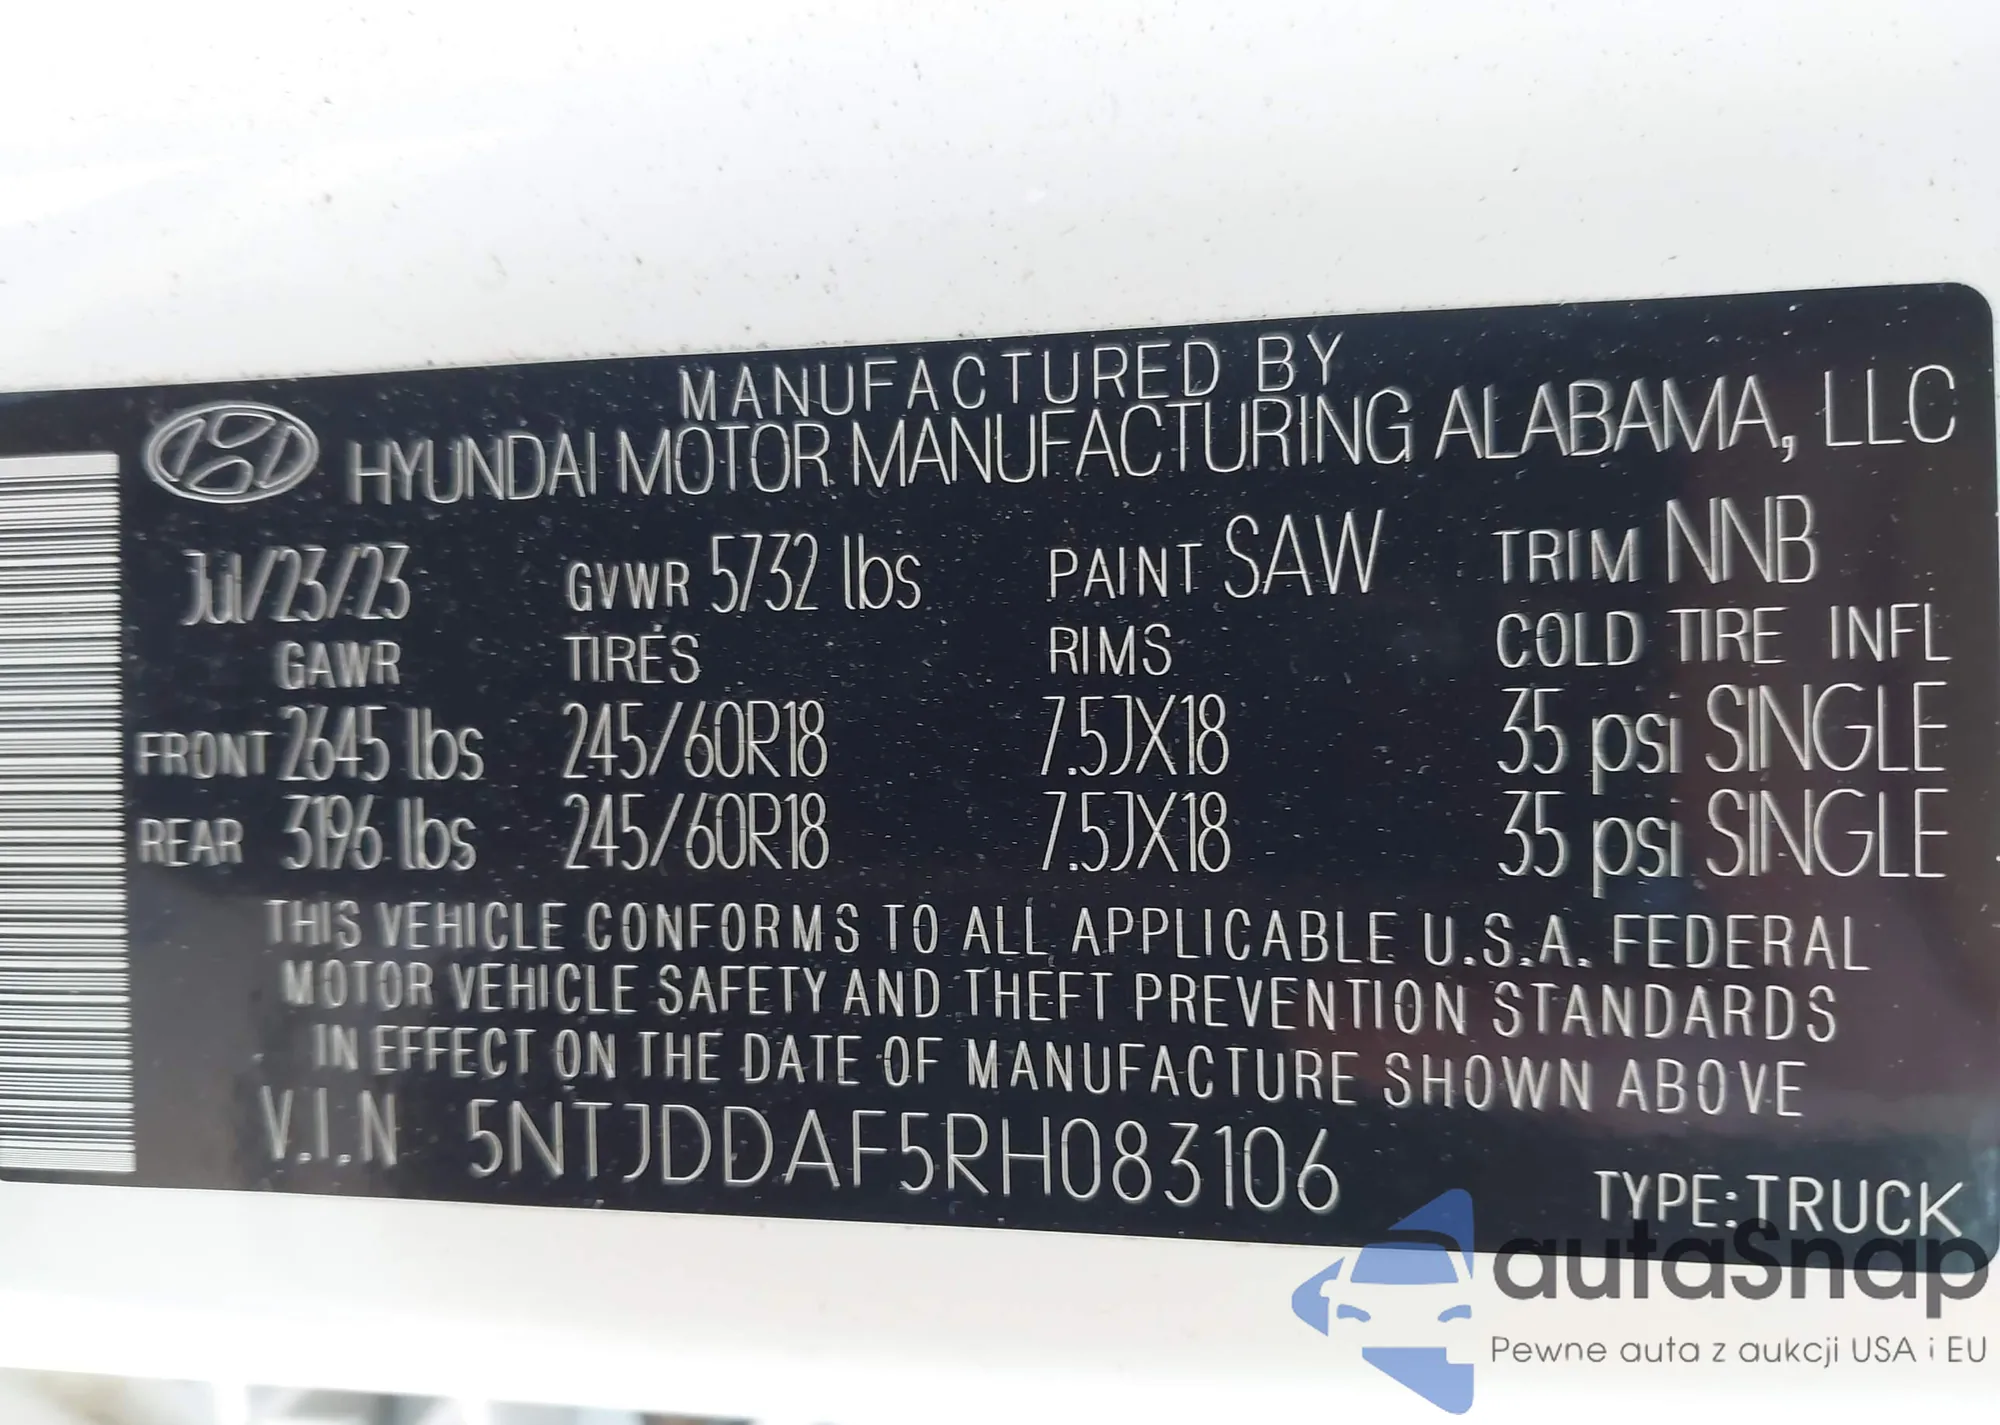 MANUFACTURED BY
HYUNDAI MOTOR MANUFACTURING ALABAMA, LLC
Jul/23/23 GVWR 5732 lbs PAINT SAW TRIM NNB
GAWR TIRES RIMS COLD TIRE INFL
FRONT 2645 lbs 245/60R18 7.5JX18 35 psi SINGLE
REAR 3196 lbs 245/60R18 7.5JX18 35 psi SINGLE
THIS VEHICLE CONFORMS TO ALL APPLICABLE U.S.A. FEDERAL
MOTOR VEHICLE SAFETY AND THEFT PREVENTION STANDARDS
IN EFFECT ON THE DATE OF MANUFACTURE SHOWN ABOVE
V.I.N 5NTJDDAF5RH083106
TYPE:TRUCK
autaSnap
Pewne auta z aukcji USA i EU